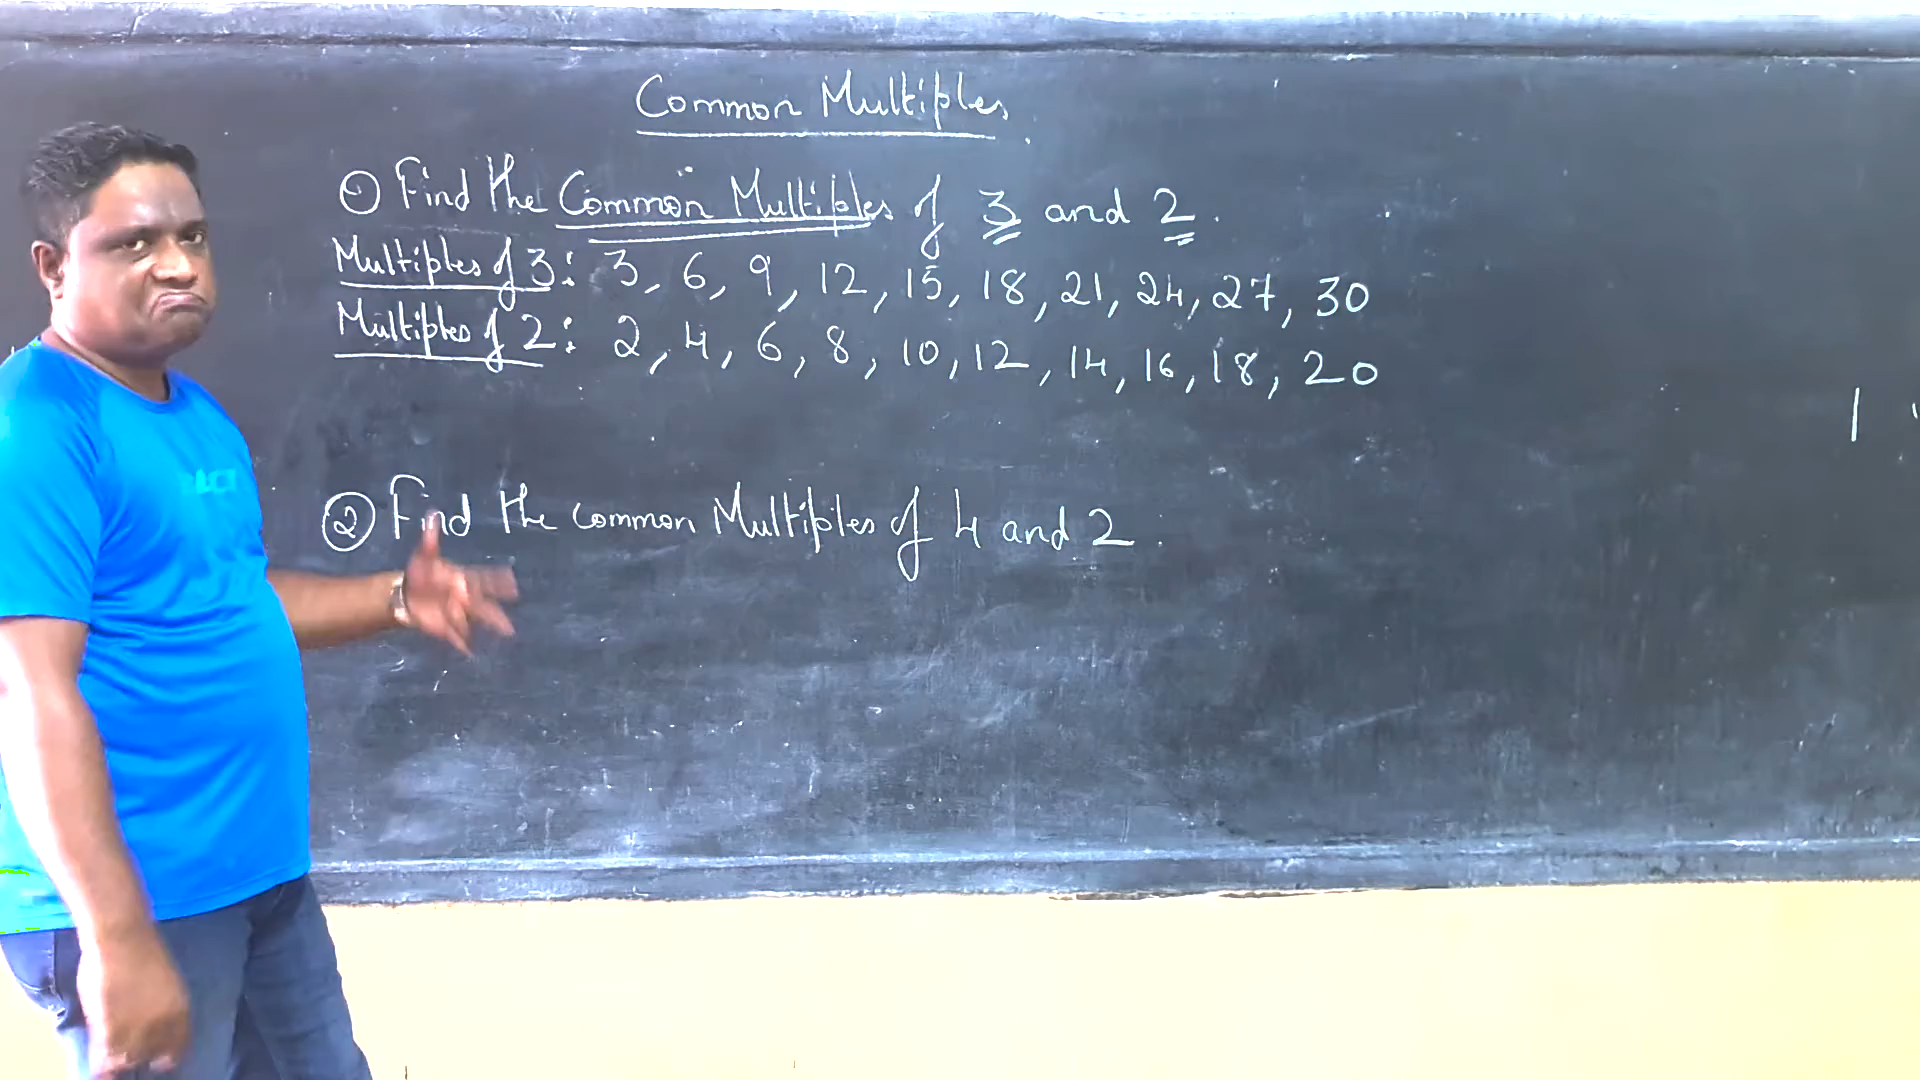 Common Multiples
① Find the Common Multiples of 3 and 2.
Multiples of 3: 3, 6, 9, 12, 15, 18, 21, 24, 27, 30
Multiples of 2: 2, 4, 6, 8, 10, 12, 14, 16, 18, 20
② Find the common Multiples of 4 and 2.